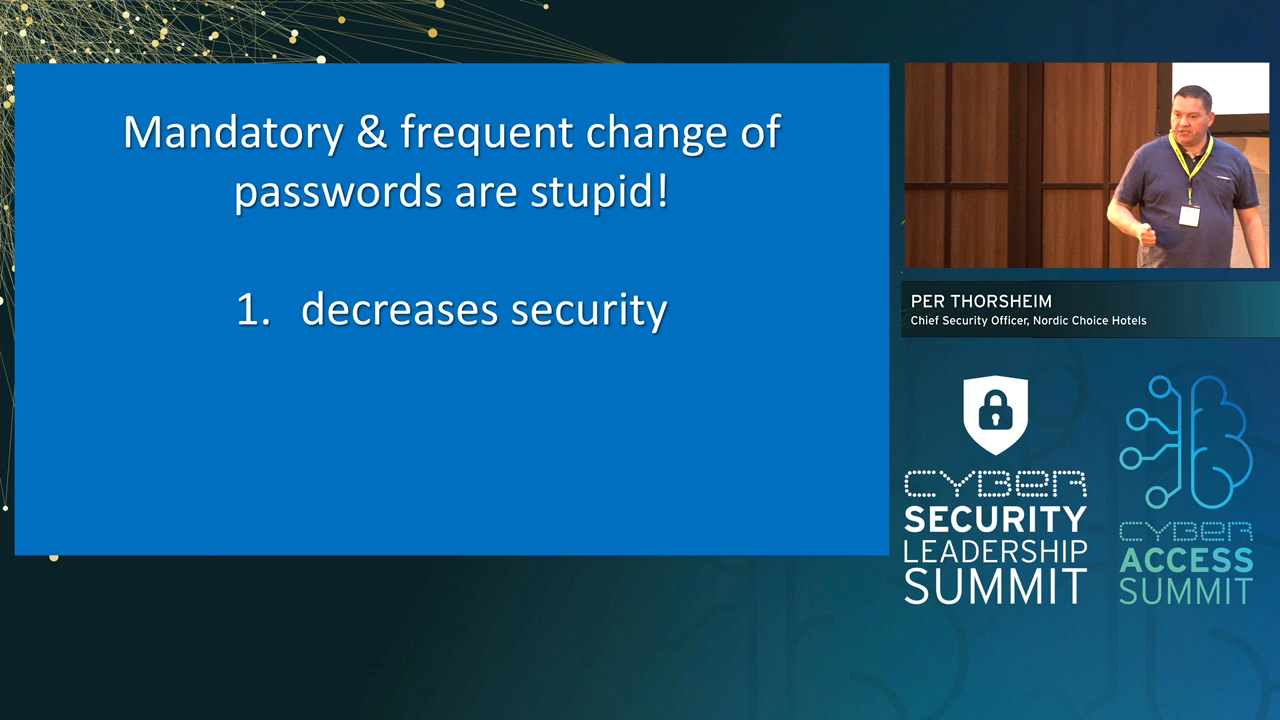 Mandatory & frequent change of
passwords are stupid!
1. decreases security
PER THORSHEIM
Chief Security Officer, Nordic Choice Hotels
CYBER
SECURITY
LEADERSHIP
SUMMIT
CYBER
ACCESS
SUMMIT